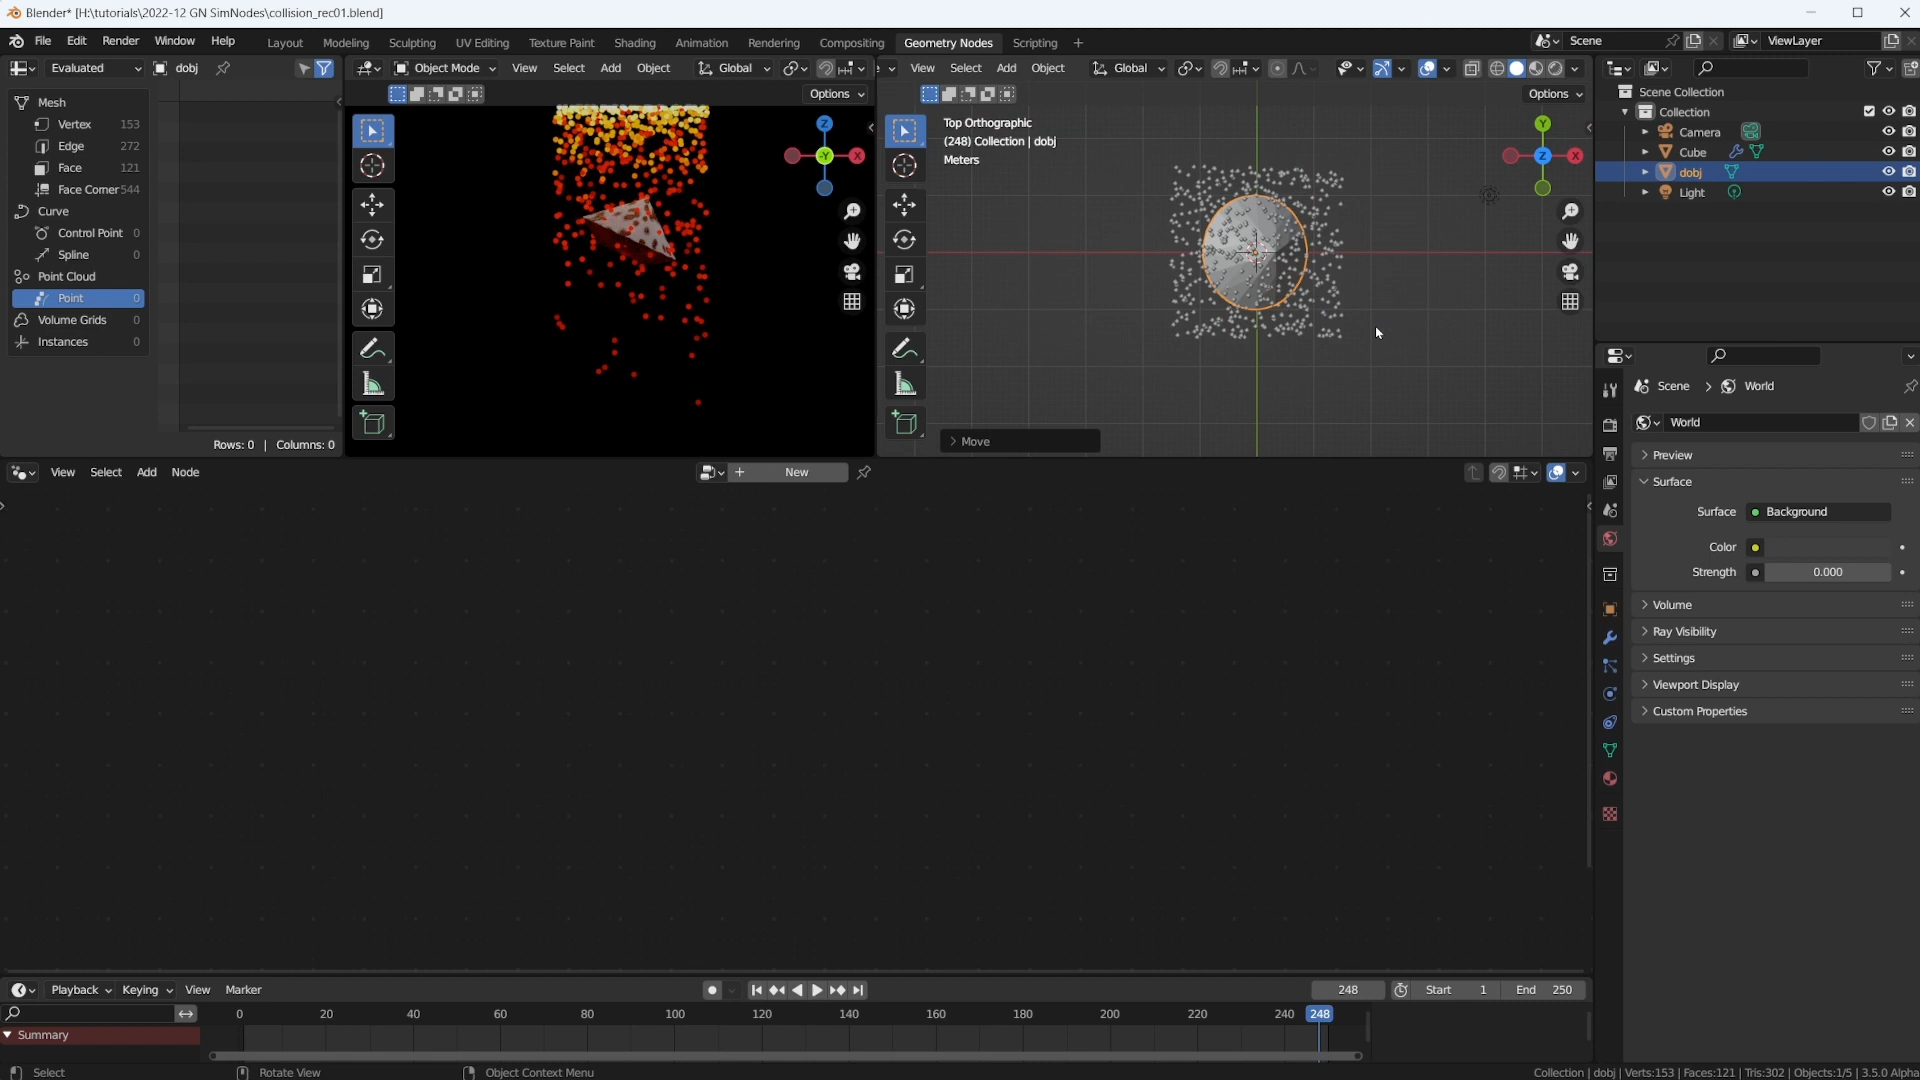 Blender* [H:\tutorials\2022-12 GN SimNodes\collision_rec01.blend]
File Edit Render Window Help Layout Modeling Sculpting UV Editing Texture Paint Shading Animation Rendering Compositing Geometry Nodes Scripting + Scene ViewLayer
Evaluated dobj Object Mode View Select Add Object Global View Select Add Object Global
Options Options
Mesh
Vertex 153
Edge 272
Face 121
Face Corner 544
Curve
Control Point 0
Spline 0
Point Cloud
Point 0
Volume Grids 0
Instances 0
Rows: 0 | Columns: 0
Z
-Y X
Top Orthographic
(248) Collection | dobj
Meters
Y
Z X
> Move
Scene Collection
Collection
Camera
Cube
dobj
Light
Scene > World
World
Preview
Surface
Surface Background
Color
Strength 0.000
Volume
Ray Visibility
Settings
Viewport Display
Custom Properties
View Select Add Node + New
Playback Keying View Marker 248 Start 1 End 250
0 20 40 60 80 100 120 140 160 180 200 220 240 248
Summary
Select Rotate View Object Context Menu Collection | dobj | Verts:153 | Faces:121 | Tris:302 | Objects:1/5 | 3.5.0 Alpha